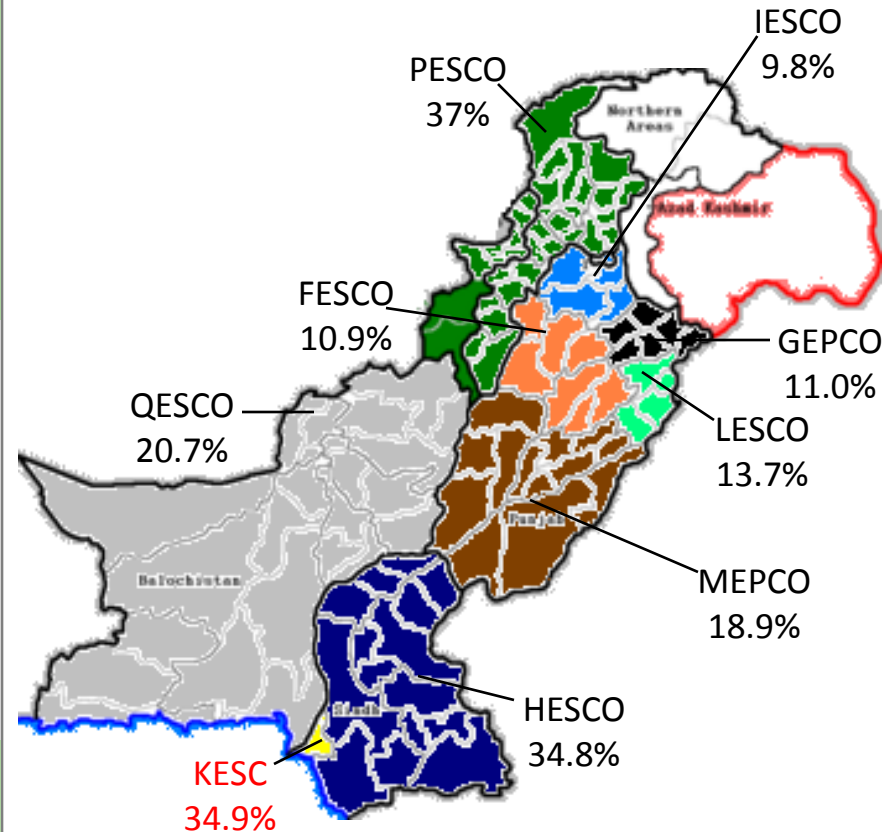 IESCO
9.8%
PESCO
37%
Northern
Areas
Azad Kashmir
FESCO
10.9%
GEPCO
11.0%
QESCO
20.7%
LESCO
13.7%
Punjab
MEPCO
18.9%
Balochistan
Sindh
HESCO
34.8%
KESC
34.9%